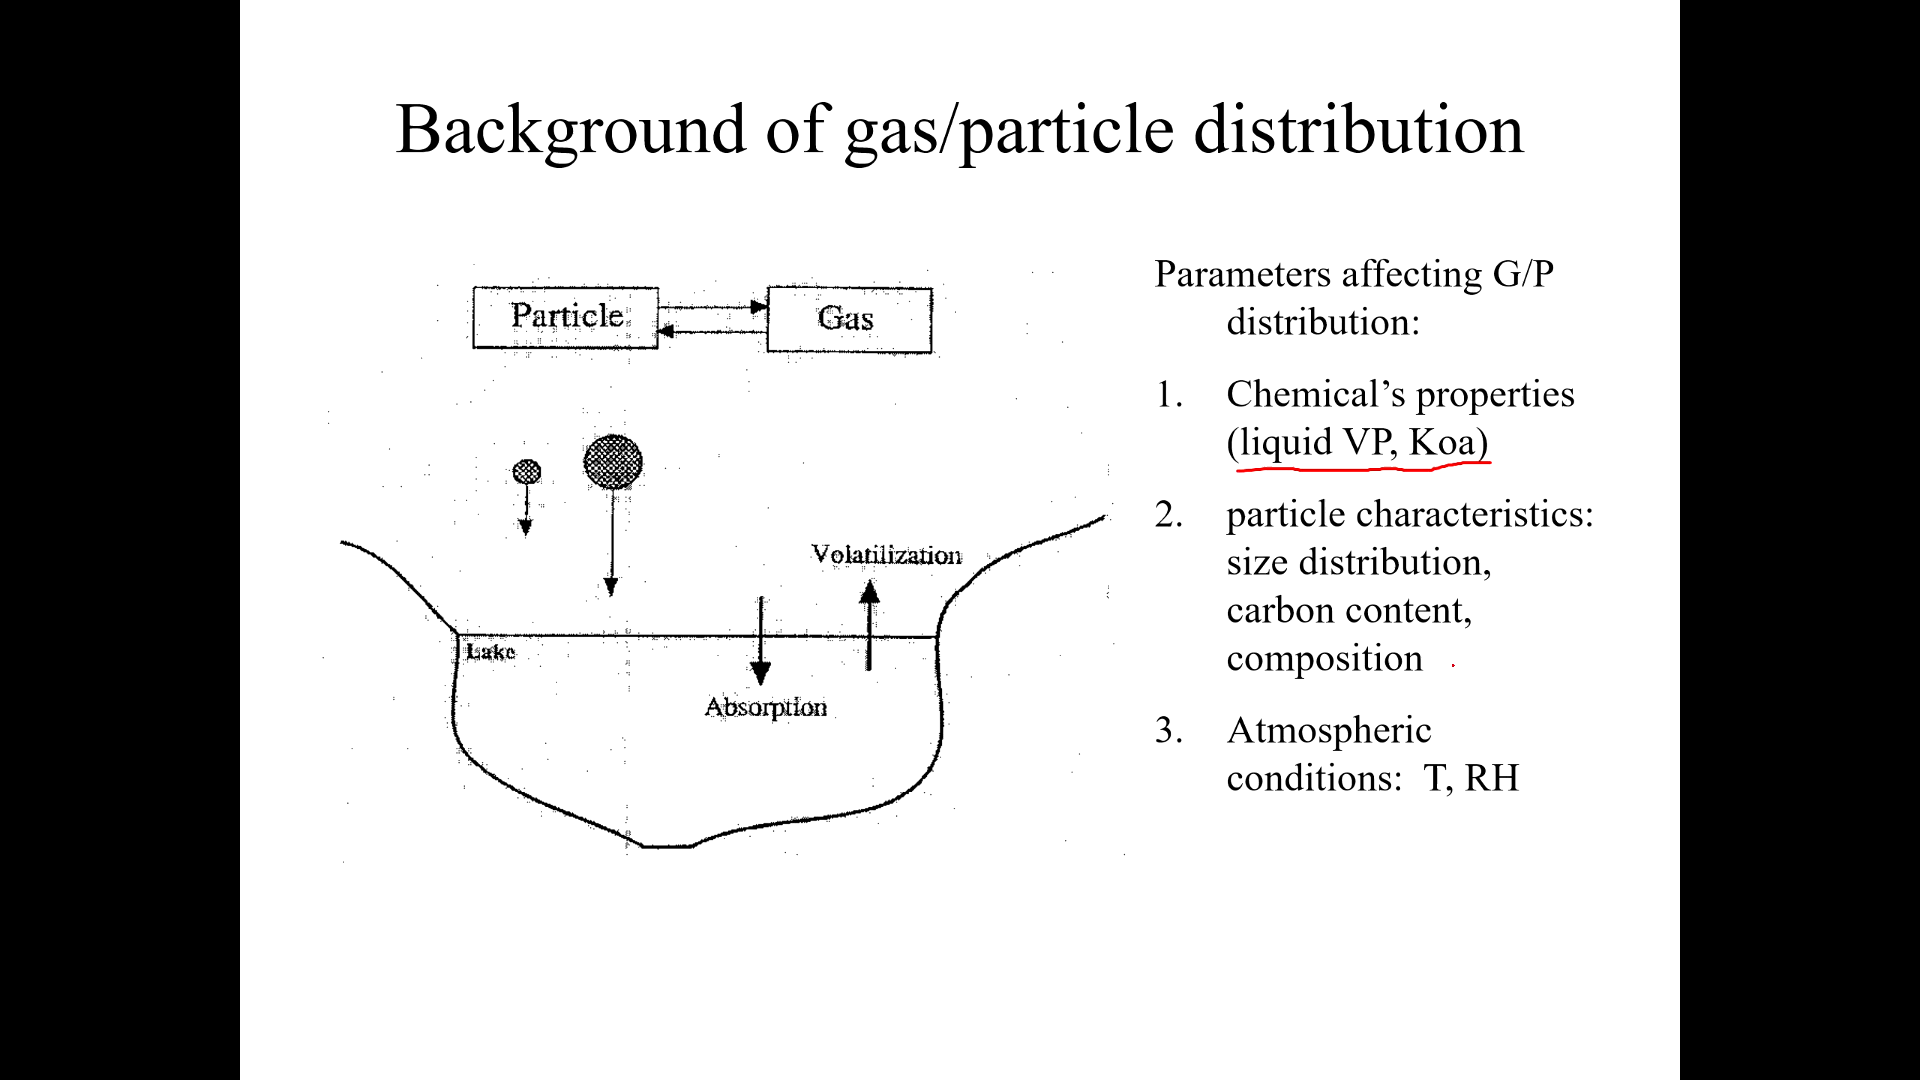 Background of gas/particle distribution
Particle
Gas
Volatilization
Lake
Absorption
Parameters affecting G/P
distribution:
1. Chemical’s properties
(liquid VP, Koa)
2. particle characteristics:
size distribution,
carbon content,
composition
3. Atmospheric
conditions: T, RH